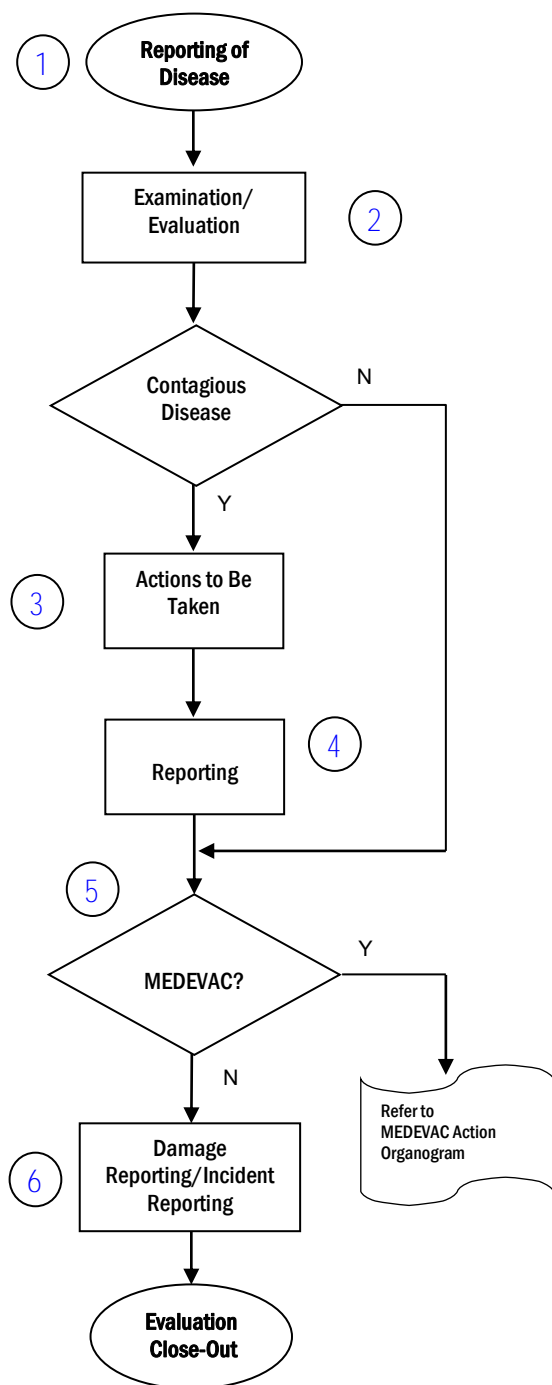 1
Reporting of
Disease
Examination/
Evaluation
2
Contagious
Disease
N
Y
3
Actions to Be
Taken
4
Reporting
5
MEDEVAC?
Y
N
Refer to
MEDEVAC Action
Organogram
6
Damage
Reporting/Incident
Reporting
Evaluation
Close-Out